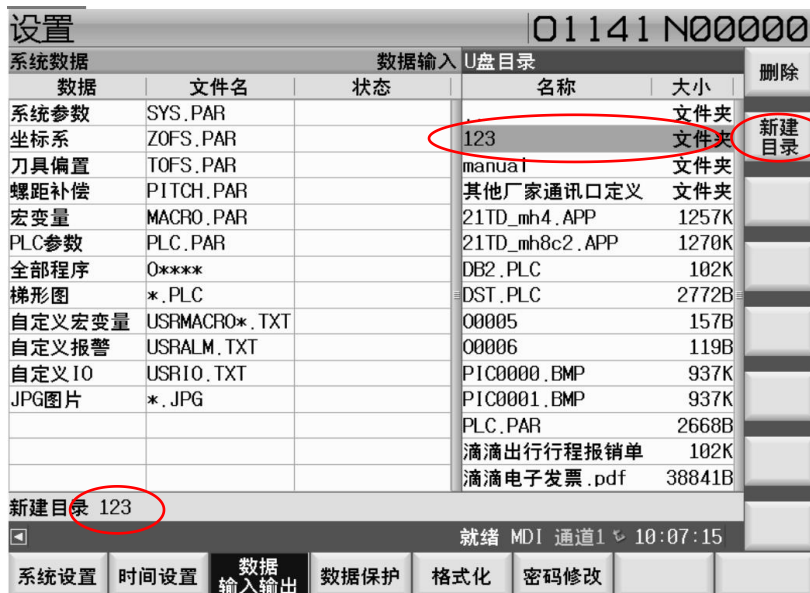 设置 O1141 N00000
系统数据 数据输入 U盘目录
数据 文件名 状态 名称 大小
系统参数 SYS.PAR .. 文件夹
坐标系 ZOFS.PAR 123 文件夹
刀具偏置 TOFS.PAR manual 文件夹
螺距补偿 PITCH.PAR 其他厂家通讯口定义 文件夹
宏变量 MACRO.PAR 21TD_mh4.APP 1257K
PLC参数 PLC.PAR 21TD_mh8c2.APP 1270K
全部程序 O**** DB2.PLC 102K
梯形图 *.PLC DST.PLC 2772B
自定义宏变量 USRMACRO*.TXT O0005 157B
自定义报警 USRALM.TXT O0006 119B
自定义IO USRIO.TXT PIC0000.BMP 937K
JPG图片 *.JPG PIC0001.BMP 937K
PLC.PAR 2668B
滴滴出行行程报销单 102K
滴滴电子发票.pdf 38841B
新建目录 123
就绪 MDI 通道1 10:07:15
系统设置 时间设置 数据 输入输出 数据保护 格式化 密码修改
删除
新建
目录